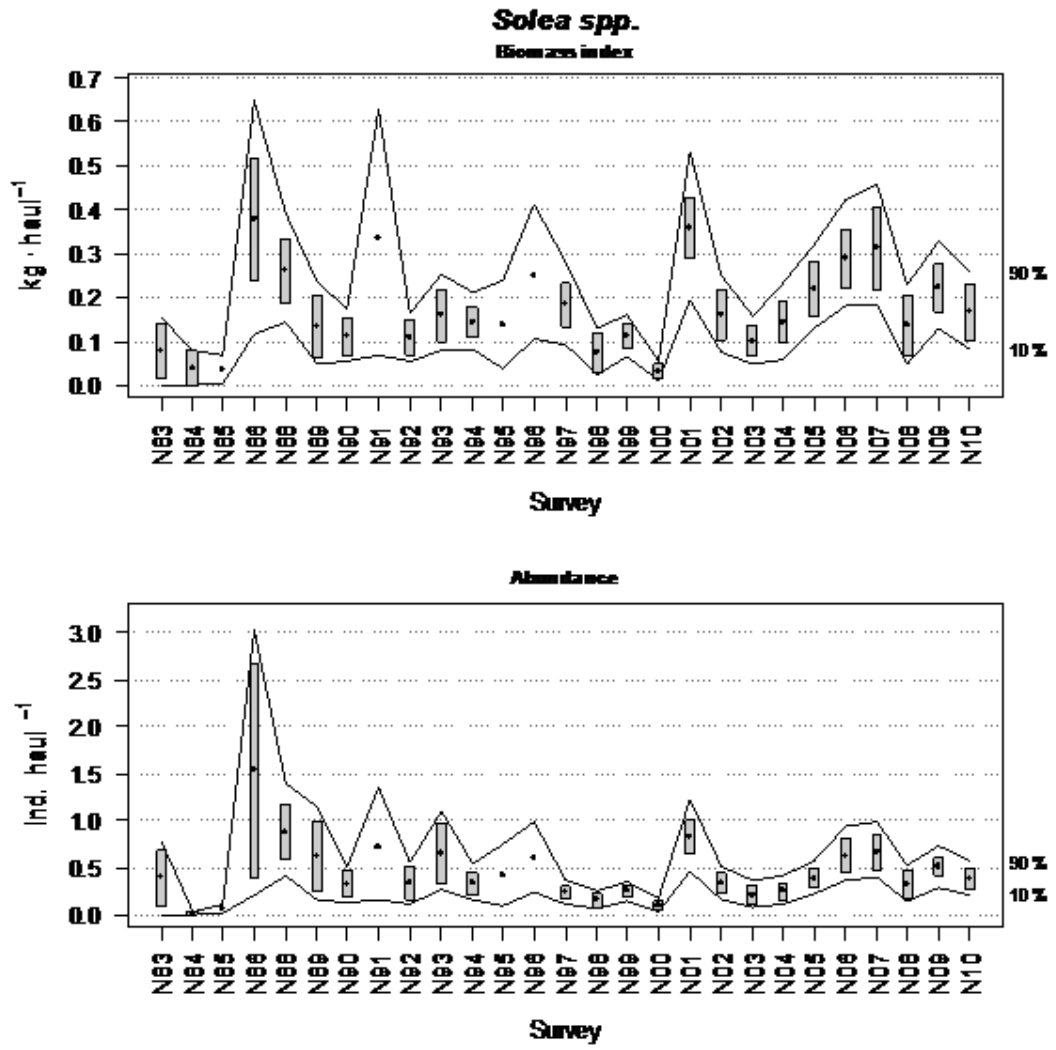 Solea spp.
Biomass index
kg · haul⁻¹
0.7
0.6
0.5
0.4
0.3
0.2
0.1
0.0
90 %
10 %
N83 N84 N85 N86 N88 N89 N90 N91 N92 N93 N94 N95 N96 N97 N98 N99 N00 N01 N02 N03 N04 N05 N06 N07 N08 N09 N10
Survey
Abundance
Ind. haul⁻¹
3.0
2.5
2.0
1.5
1.0
0.5
0.0
90 %
10 %
N83 N84 N85 N86 N88 N89 N90 N91 N92 N93 N94 N95 N96 N97 N98 N99 N00 N01 N02 N03 N04 N05 N06 N07 N08 N09 N10
Survey